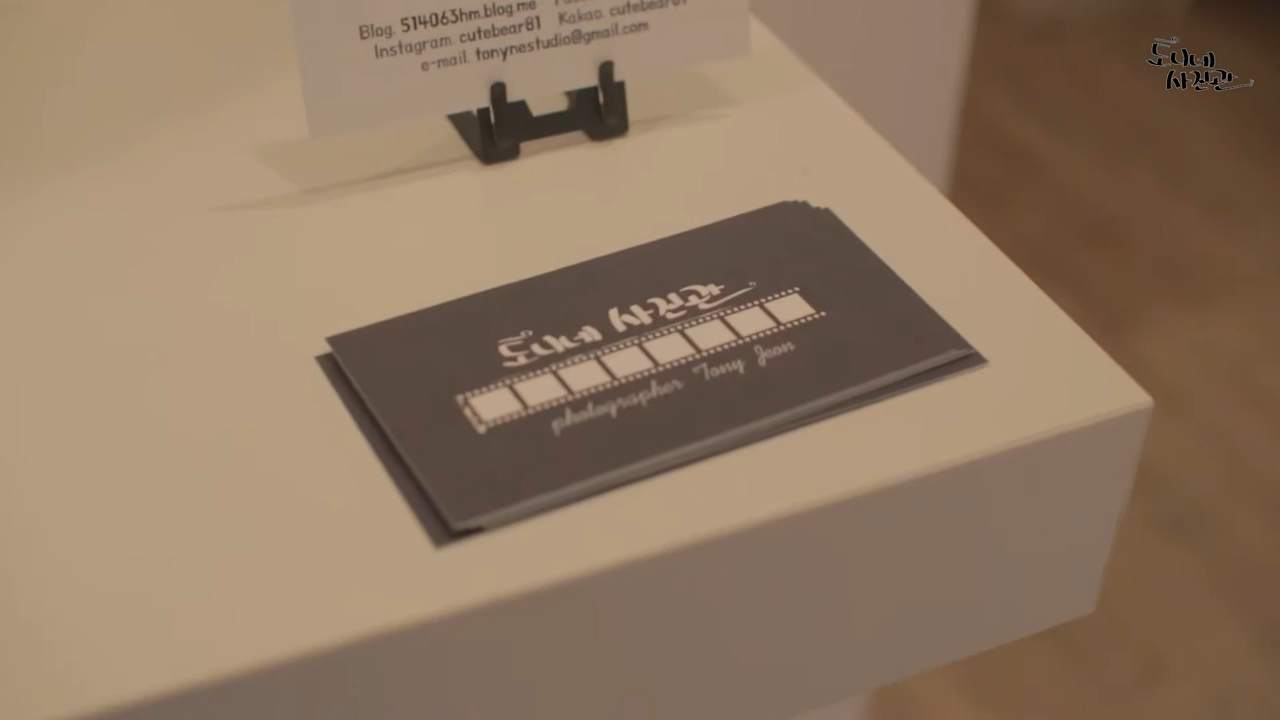 Blog. 514063hm.blog.me
Instagram. cutebear81 Kakao. cutebear81
e-mail. tonynestudio@gmail.com
토니네 사진관
photographer Tony Jeon
토니네
사진관